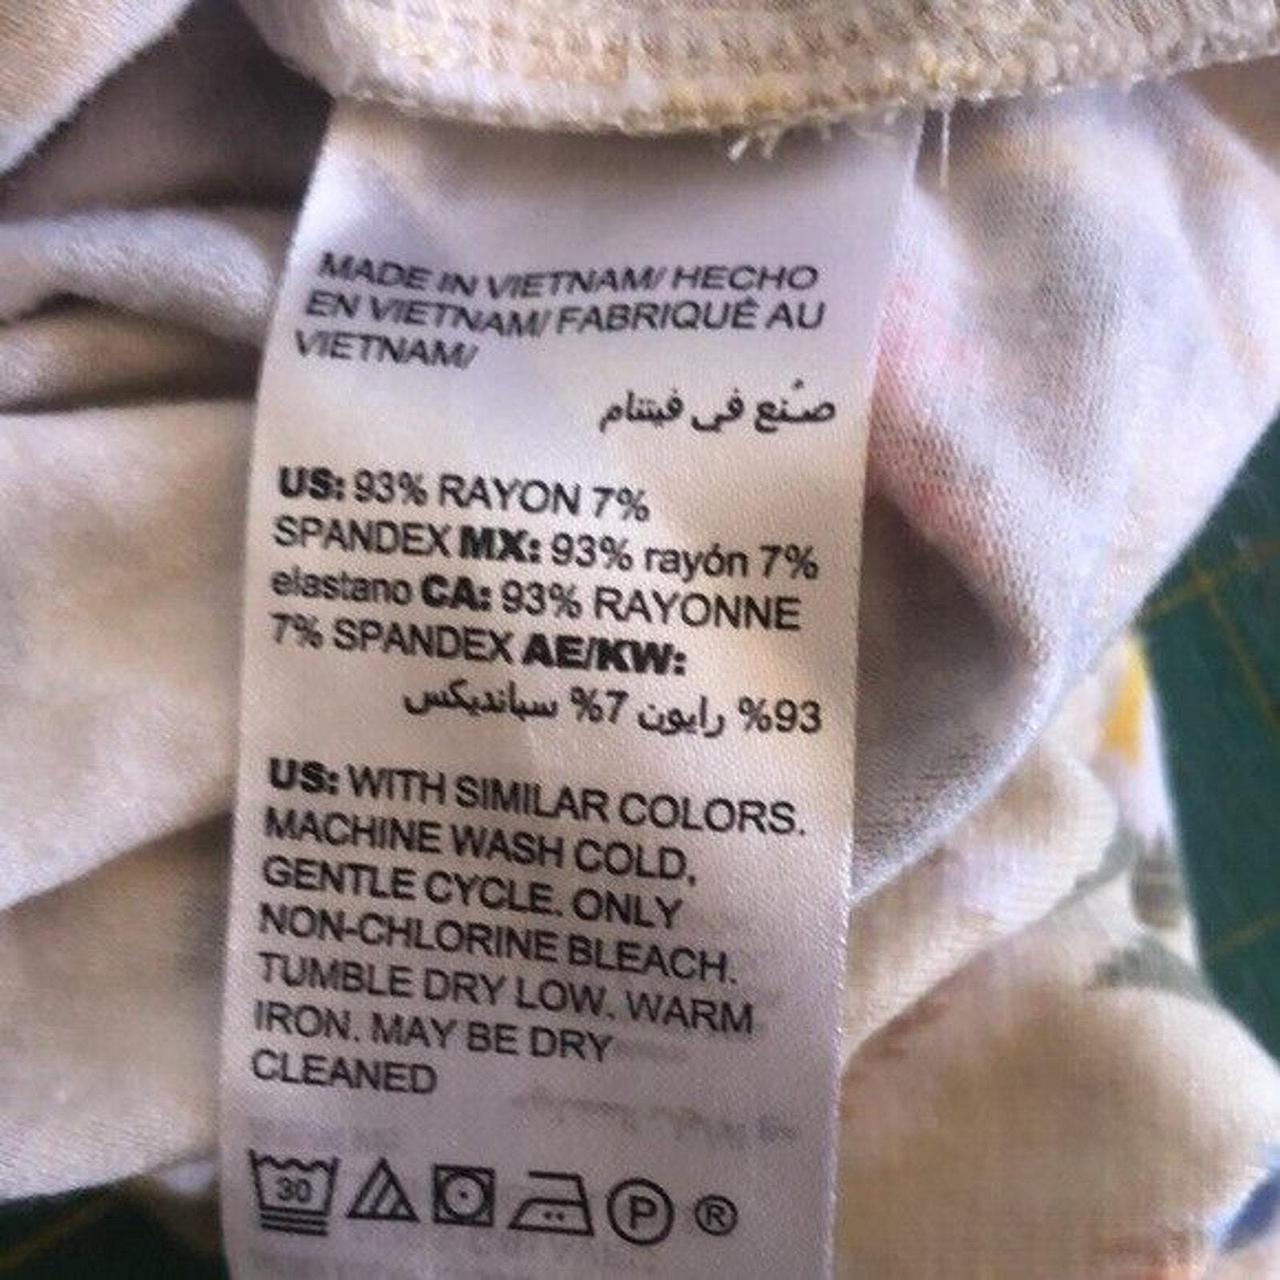 MADE IN VIETNAM/ HECHO
EN VIETNAM/ FABRIQUÉ AU
VIETNAM/
صُنع في فيتنام
US: 93% RAYON 7%
SPANDEX MX: 93% rayón 7%
elastano CA: 93% RAYONNE
7% SPANDEX AE/KW:
93% رايون 7% سبانديكس
US: WITH SIMILAR COLORS.
MACHINE WASH COLD,
GENTLE CYCLE. ONLY
NON-CHLORINE BLEACH.
TUMBLE DRY LOW. WARM
IRON. MAY BE DRY
CLEANED
30 P ®